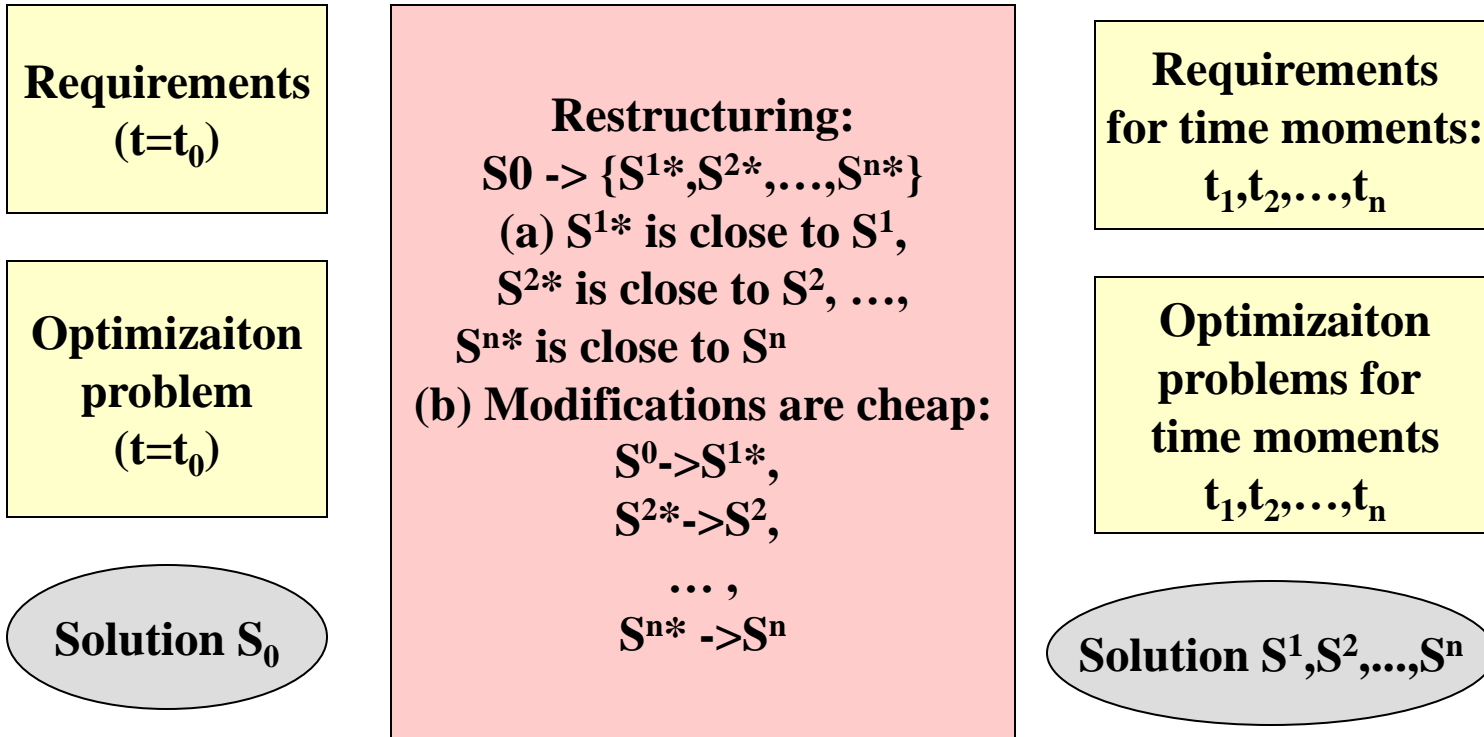 Requirements
(t=t₀)
Optimizaiton
problem
(t=t₀)
Solution S₀
Restructuring:
S0 -> {S¹*,S²*,…,Sⁿ*}
(a) S¹* is close to S¹,
S²* is close to S², …,
Sⁿ* is close to Sⁿ
(b) Modifications are cheap:
S⁰->S¹*,
S²*->S²,
… ,
Sⁿ* ->Sⁿ
Requirements
for time moments:
t₁,t₂,…,tₙ
Optimizaiton
problems for
time moments
t₁,t₂,…,tₙ
Solution S¹,S²,...,Sⁿ